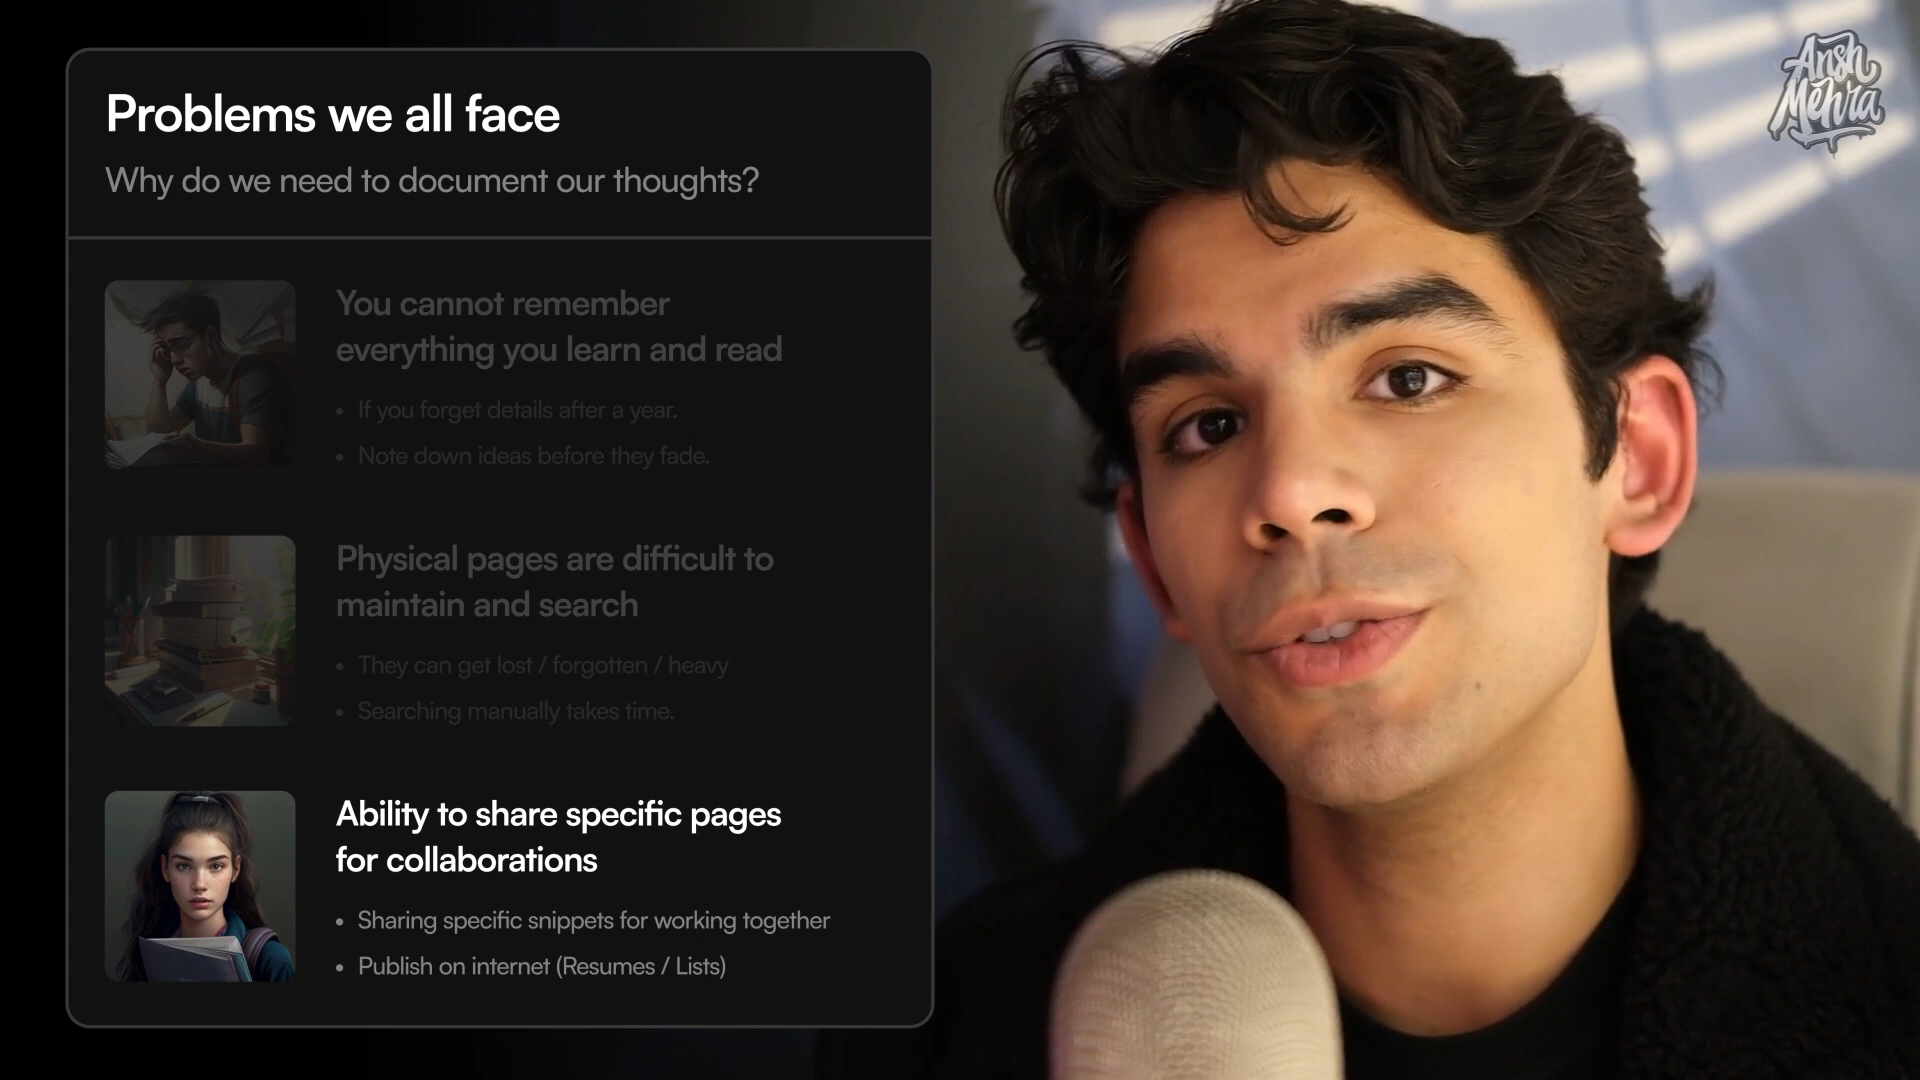 Problems we all face
Why do we need to document our thoughts?
You cannot remember
everything you learn and read
• If you forget details after a year.
• Note down ideas before they fade.
Physical pages are difficult to
maintain and search
• They can get lost / forgotten / heavy
• Searching manually takes time.
Ability to share specific pages
for collaborations
• Sharing specific snippets for working together
• Publish on internet (Resumes / Lists)
Ansh
Mehra